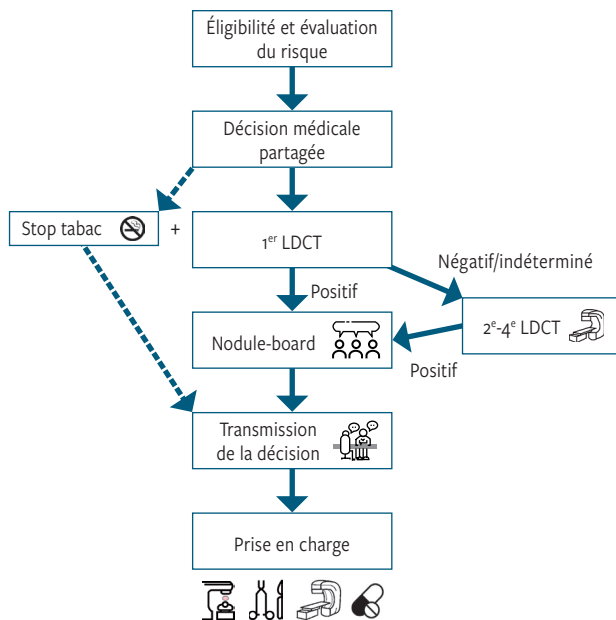 Éligibilité et évaluation
du risque
Décision médicale
partagée
Stop tabac
+
1er LDCT
Négatif/indéterminé
Positif
2e-4e LDCT
Nodule-board
Positif
Transmission
de la décision
Prise en charge